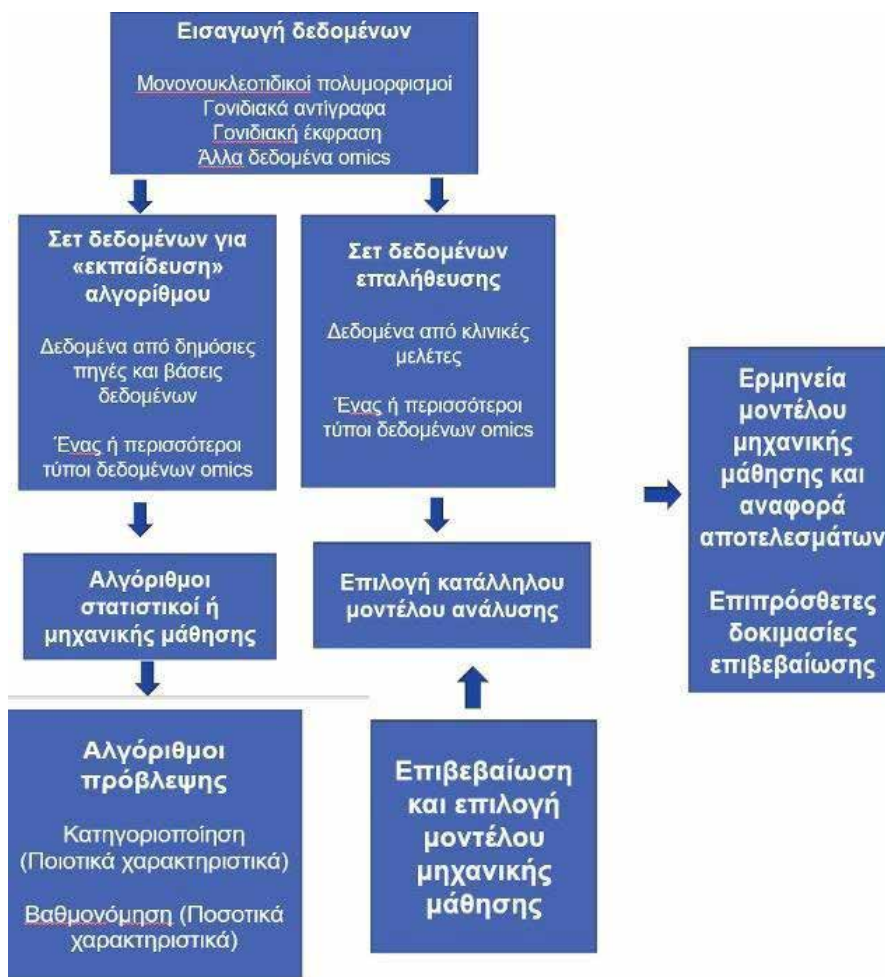 Εισαγωγή δεδομένων
Μονονουκλεοτιδικοί πολυμορφισμοί
Γονιδιακά αντίγραφα
Γονιδιακή έκφραση
Άλλα δεδομένα omics
Σετ δεδομένων για
«εκπαίδευση»
αλγορίθμου
Δεδομένα από δημόσιες
πηγές και βάσεις
δεδομένων
Ένας ή περισσότεροι
τύποι δεδομένων omics
Σετ δεδομένων
επαλήθευσης
Δεδομένα από κλινικές
μελέτες
Ένας ή περισσότεροι
τύποι δεδομένων omics
Αλγόριθμοι
στατιστικοί ή
μηχανικής μάθησης
Επιλογή κατάλληλου
μοντέλου ανάλυσης
Αλγόριθμοι
πρόβλεψης
Κατηγοριοποίηση
(Ποιοτικά χαρακτηριστικά)
Βαθμονόμηση (Ποσοτικά
χαρακτηριστικά)
Επιβεβαίωση
και επιλογή
μοντέλου
μηχανικής
μάθησης
Ερμηνεία
μοντέλου
μηχανικής
μάθησης και
αναφορά
αποτελεσμάτων
Επιπρόσθετες
δοκιμασίες
επιβεβαίωσης